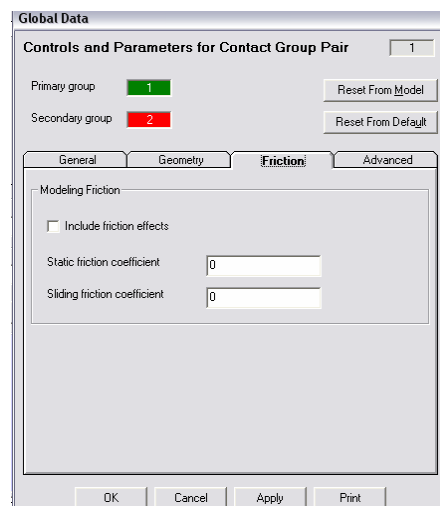 Global Data
Controls and Parameters for Contact Group Pair 1
Primary group 1 Reset From Model
Secondary group 2 Reset From Default
General Geometry Friction Advanced
Modeling Friction
Include friction effects
Static friction coefficient 0
Sliding friction coefficient 0
OK Cancel Apply Print